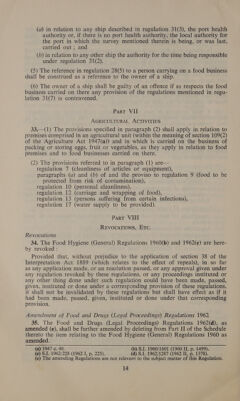 (a) in relation to any ship described in regulation 31(3), the port health
authority or, if there is no port health authority, the local authority for
the port in which the survey mentioned therein is being, or was last,
carried out; and
(b) in relation to any other ship the authority for the time being responsible
under regulation 31(2).
(5) The reference in regulation 28(5) to a person carrying on a food business
shall be construed as a reference to the owner of a ship.
(6) The owner of a ship shall be guilty of an offence if as respects the food
business carried on there any provision of the regulations mentioned in regu-
lation 31(7) is contravened.
PART VII
AGRICULTURAL ACTIVITIES
33.—(1) The provisions specified in paragraph (2) shall apply in relation to
premises comprised in an agricultural unit (within the meaning of section 109(2)
of the Agriculture Act 1947(a)) and in which is carried on the business of
packing or storing eggs, fruit or vegetables, as they apply in relation to food
premises and to food businesses carried on there.
(2) The provisions referred to in paragraph (1) are—
regulation 7 (cleanliness of articles or equipment),
paragraphs (a) and (b) of and the proviso to regulation 9 (food to be
protected from risk of contamination),
regulation 10 (personal cleanliness),
regulation 12 (carriage and wrapping of food),
regulation 13 (persons suffering from certain infections),
regulation 17 (water supply to be provided).
PART VIII
REVOCATIONS, ETC.
Revocations
34. The Food Hygiene (General) Regulations 1960(b) and 1962(c) are here-
by revoked:
Provided that, without prejudice to the application of section 38 of the
Interpretation Act 1889 (which relates to the effect of repeals), in so far
as any application made, or as resolution passed, or any approval given under
any regulation revoked by these regulations, or any proceedings instituted or
any other thing done under such regulation could have been made, passed,
given, instituted or done under a corresponding provision of these regulations,
it shall not be invalidated by these regulations but shall have effect as if it
had been made, passed, given, instituted or done under that corresponding
provision.
Amendment of Food and Drugs (Legal Proceedings) Regulations 1962
35. The Food and Drugs (Legal Proceedings) Regulations 1962(d), as
amended (e), shall be further amended by deleting from Part II of the Schedule
thereto the item relating to the Food Hygiene (General) Regulations 1960 as
amended.
(a) 1947 c. 48. (b) S.I. 1960/1601 (1960 II, p. 1499).
(c) S.I. 1962/228 (1962 I, p. 225). (d) S.I. 1962/1287 (1962 II, p. 1378).
(e) The amending Regulations are not relevant to the subject matter of this Regulation.
14